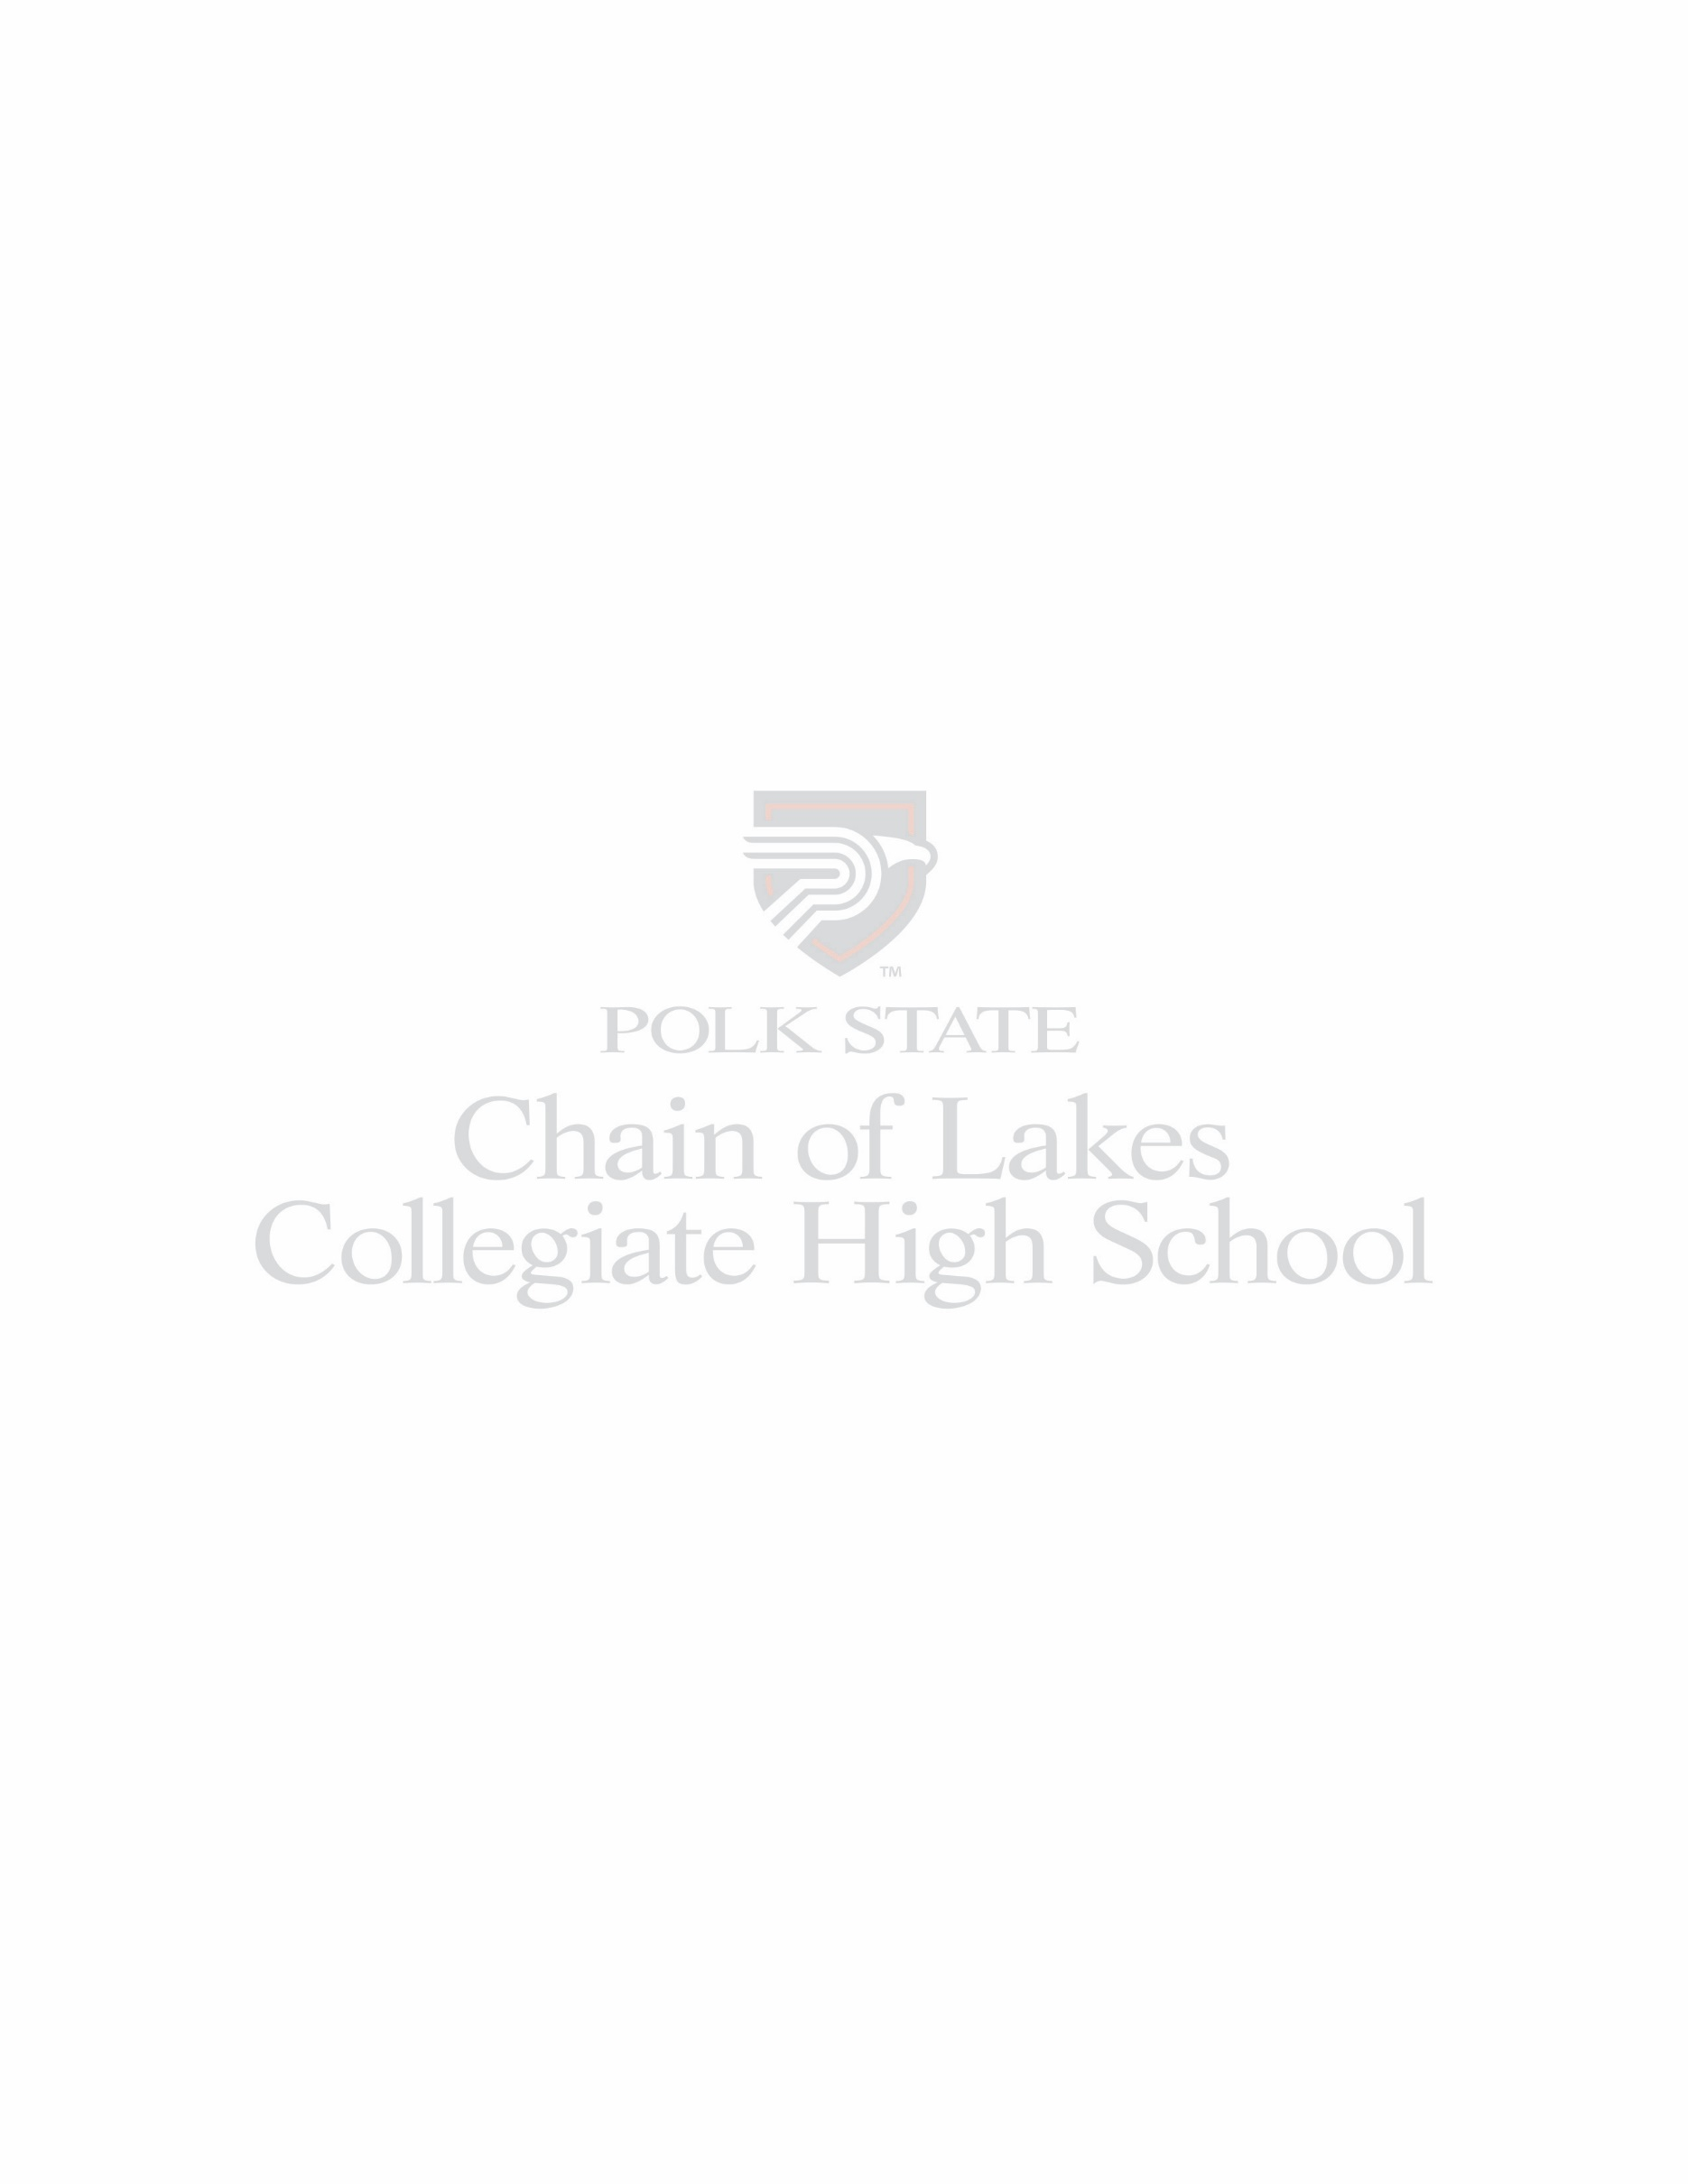 TM
POLK STATE
Chain of Lakes
Collegiate High School